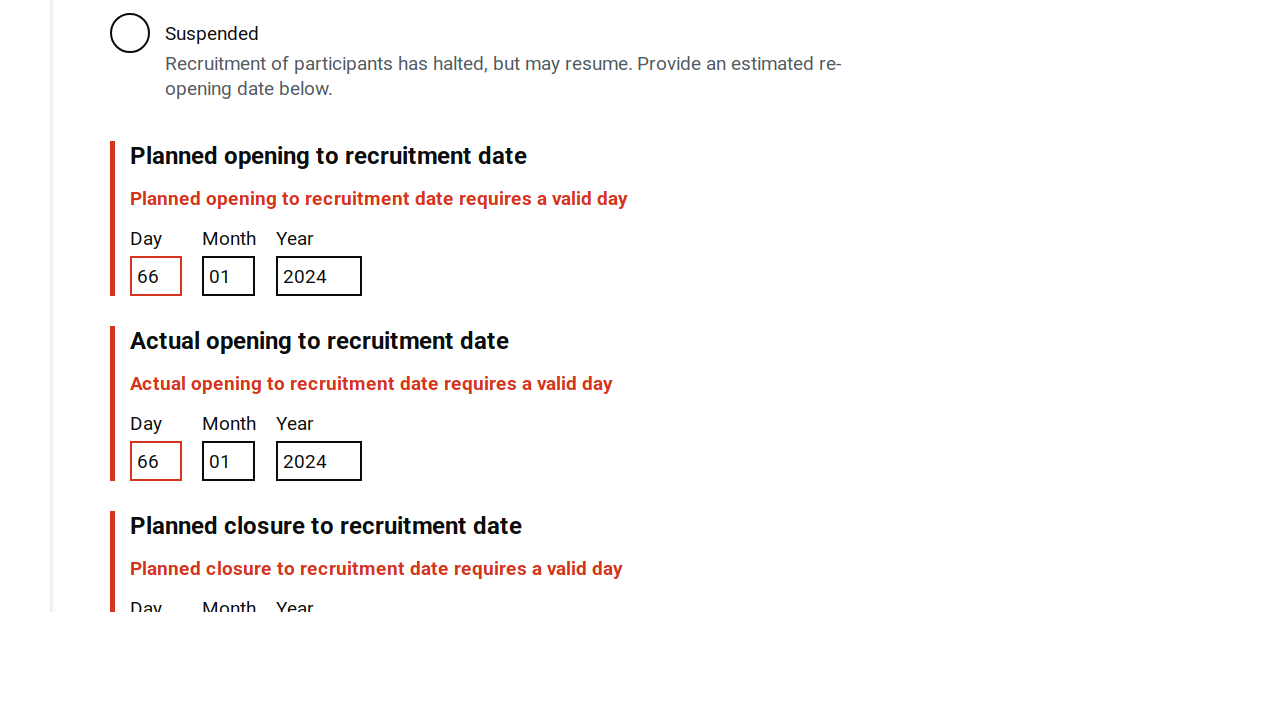 Suspended
Recruitment of participants has halted, but may resume. Provide an estimated re-
opening date below.
Planned opening to recruitment date
Planned opening to recruitment date requires a valid day
Day Month Year
66 01 2024
Actual opening to recruitment date
Actual opening to recruitment date requires a valid day
Day Month Year
66 01 2024
Planned closure to recruitment date
Planned closure to recruitment date requires a valid day
Day Month Year